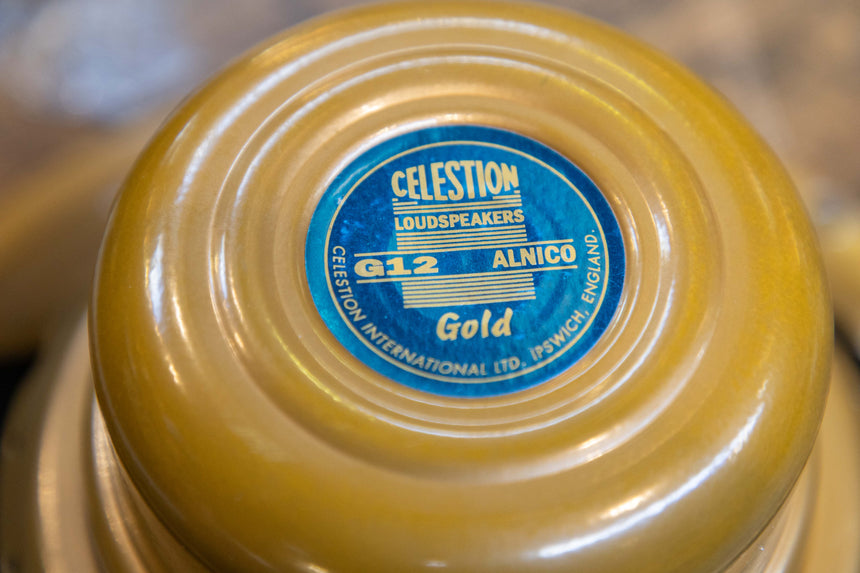 CELESTION
LOUDSPEAKERS
G12 ALNICO
Gold
CELESTION INTERNATIONAL LTD. IPSWICH, ENGLAND.